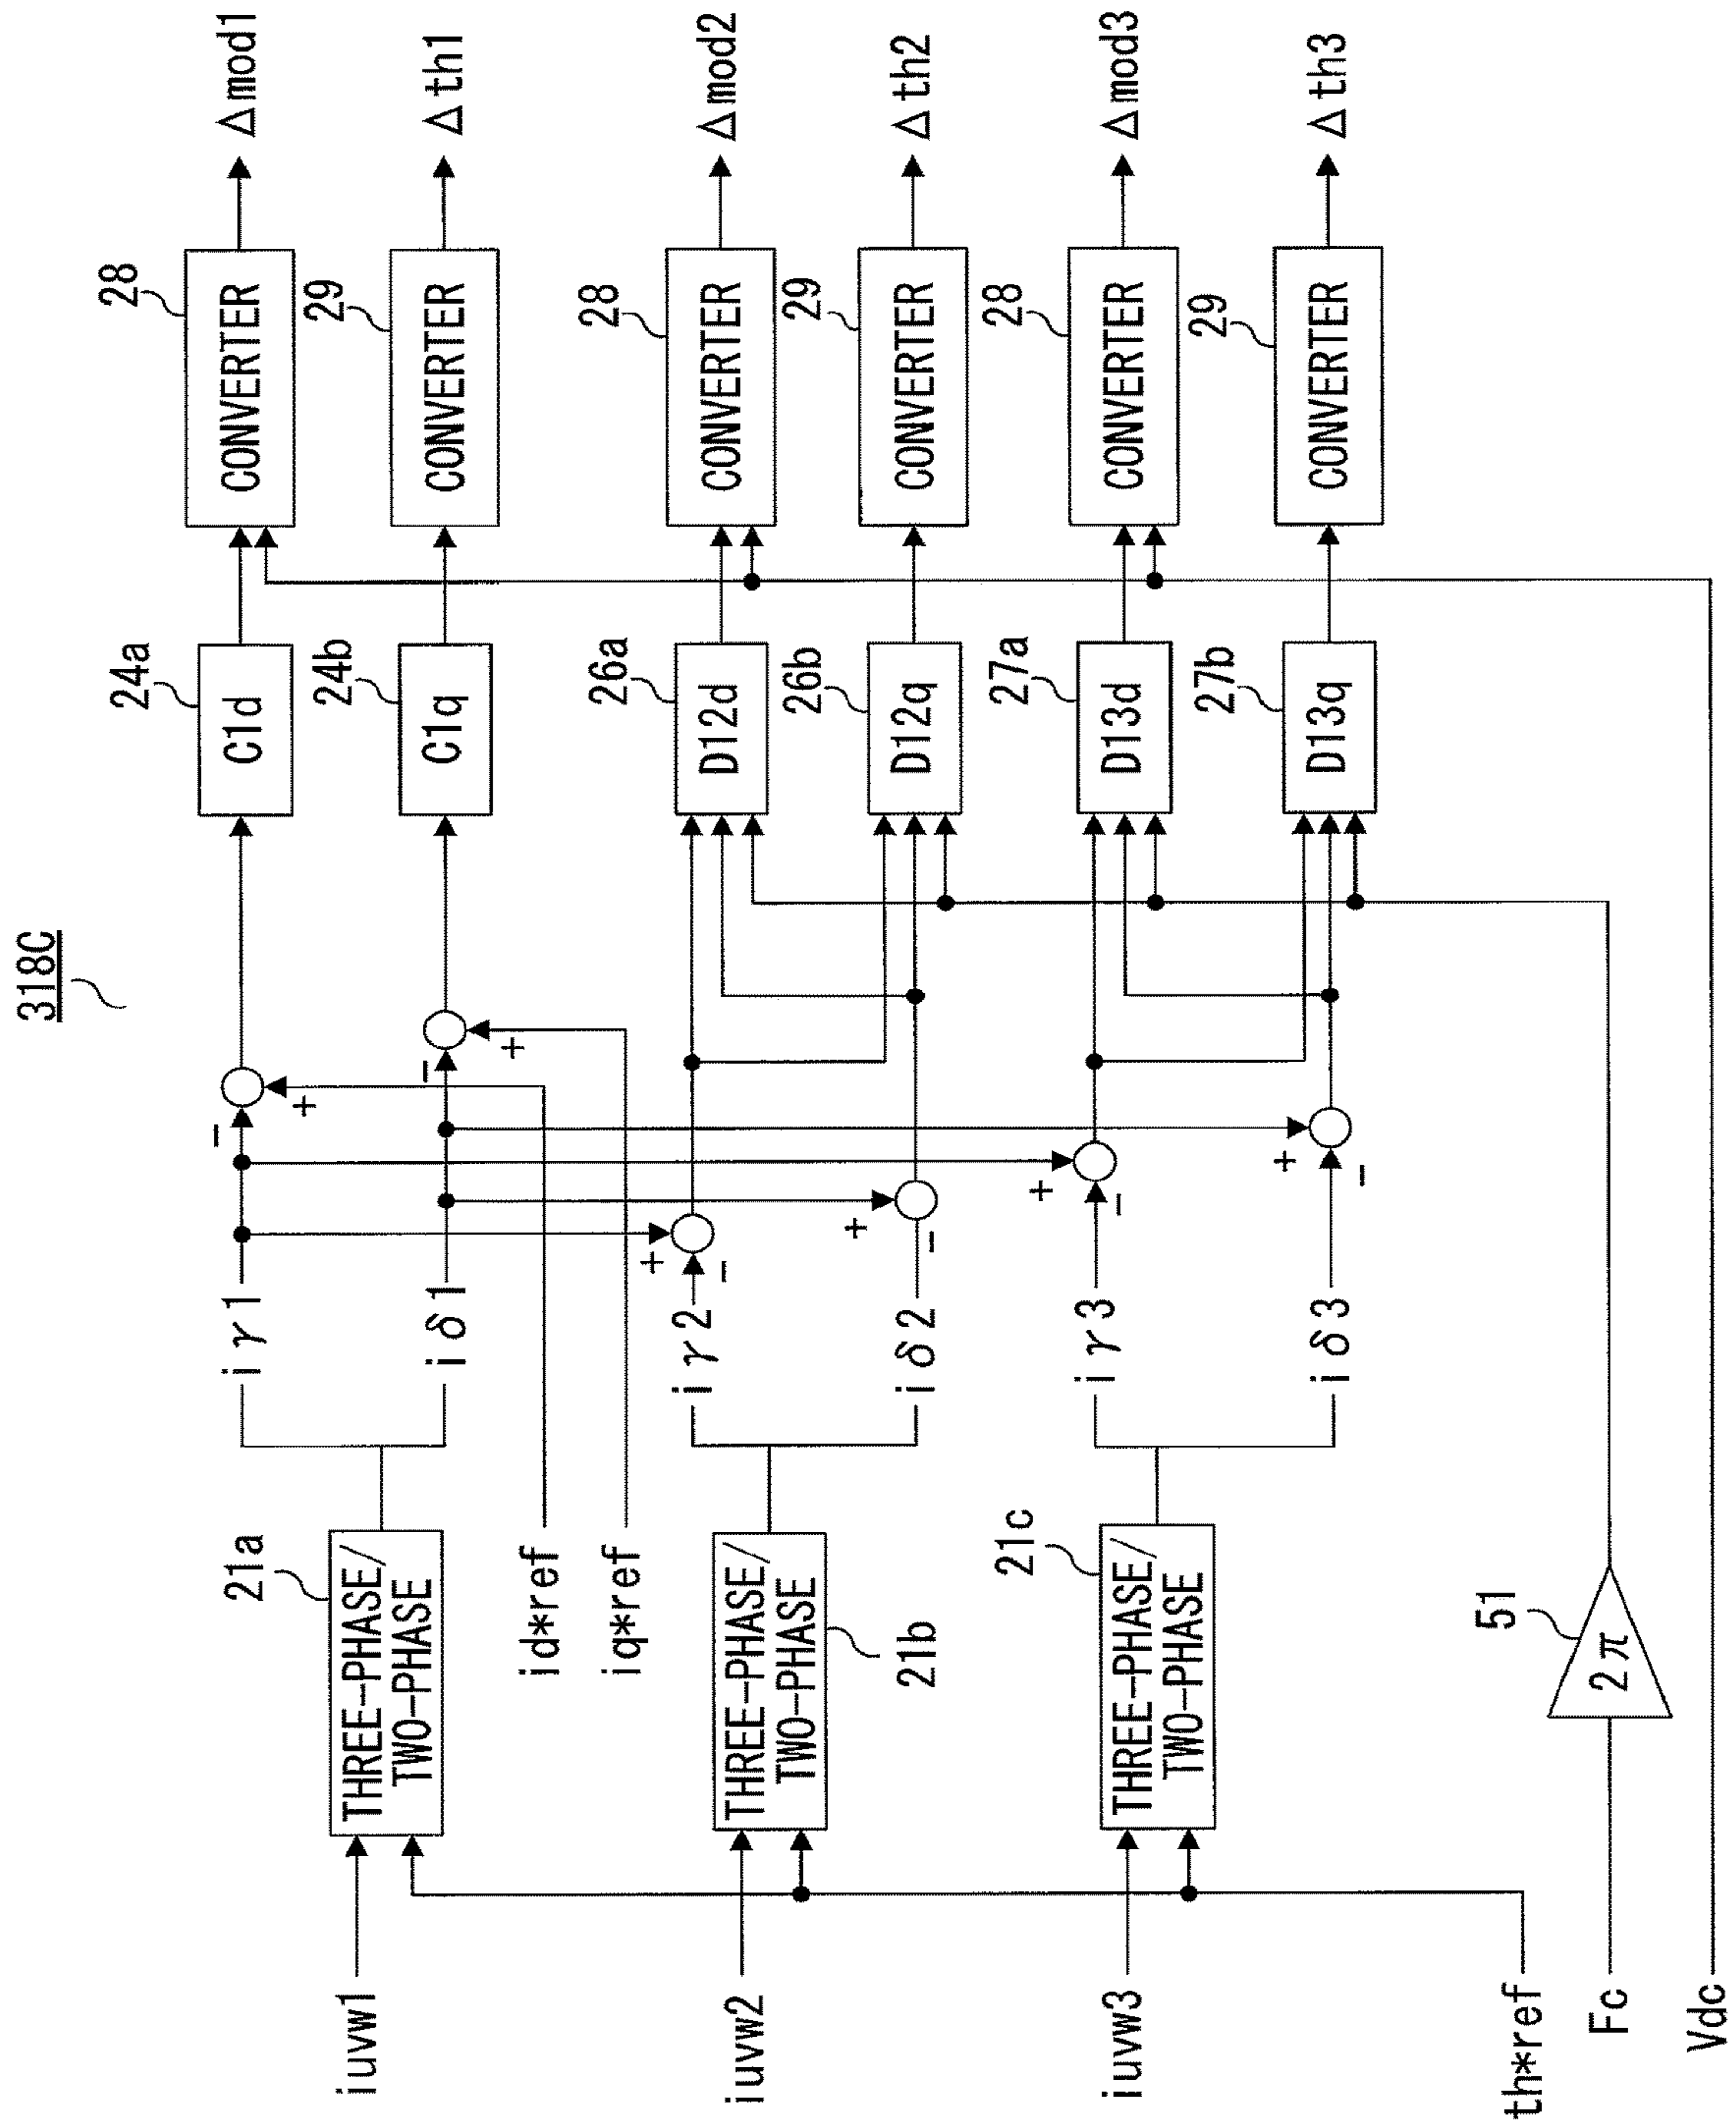 318C
iuvw1
21a
THREE-PHASE/
TWO-PHASE
iγ1
iδ1
-
+
-
+
24a
C1d
24b
C1q
28
CONVERTER
Δmod1
29
CONVERTER
Δth1
id*ref
iq*ref
iuvw2
THREE-PHASE/
TWO-PHASE
21b
iγ2
iδ2
+
-
+
-
26a
D12d
26b
D12q
28
CONVERTER
Δmod2
29
CONVERTER
Δth2
iuvw3
21c
THREE-PHASE/
TWO-PHASE
iγ3
iδ3
+
-
+
-
27a
D13d
27b
D13q
28
CONVERTER
Δmod3
29
CONVERTER
Δth3
th*ref
Fc
51
2π
Vdc